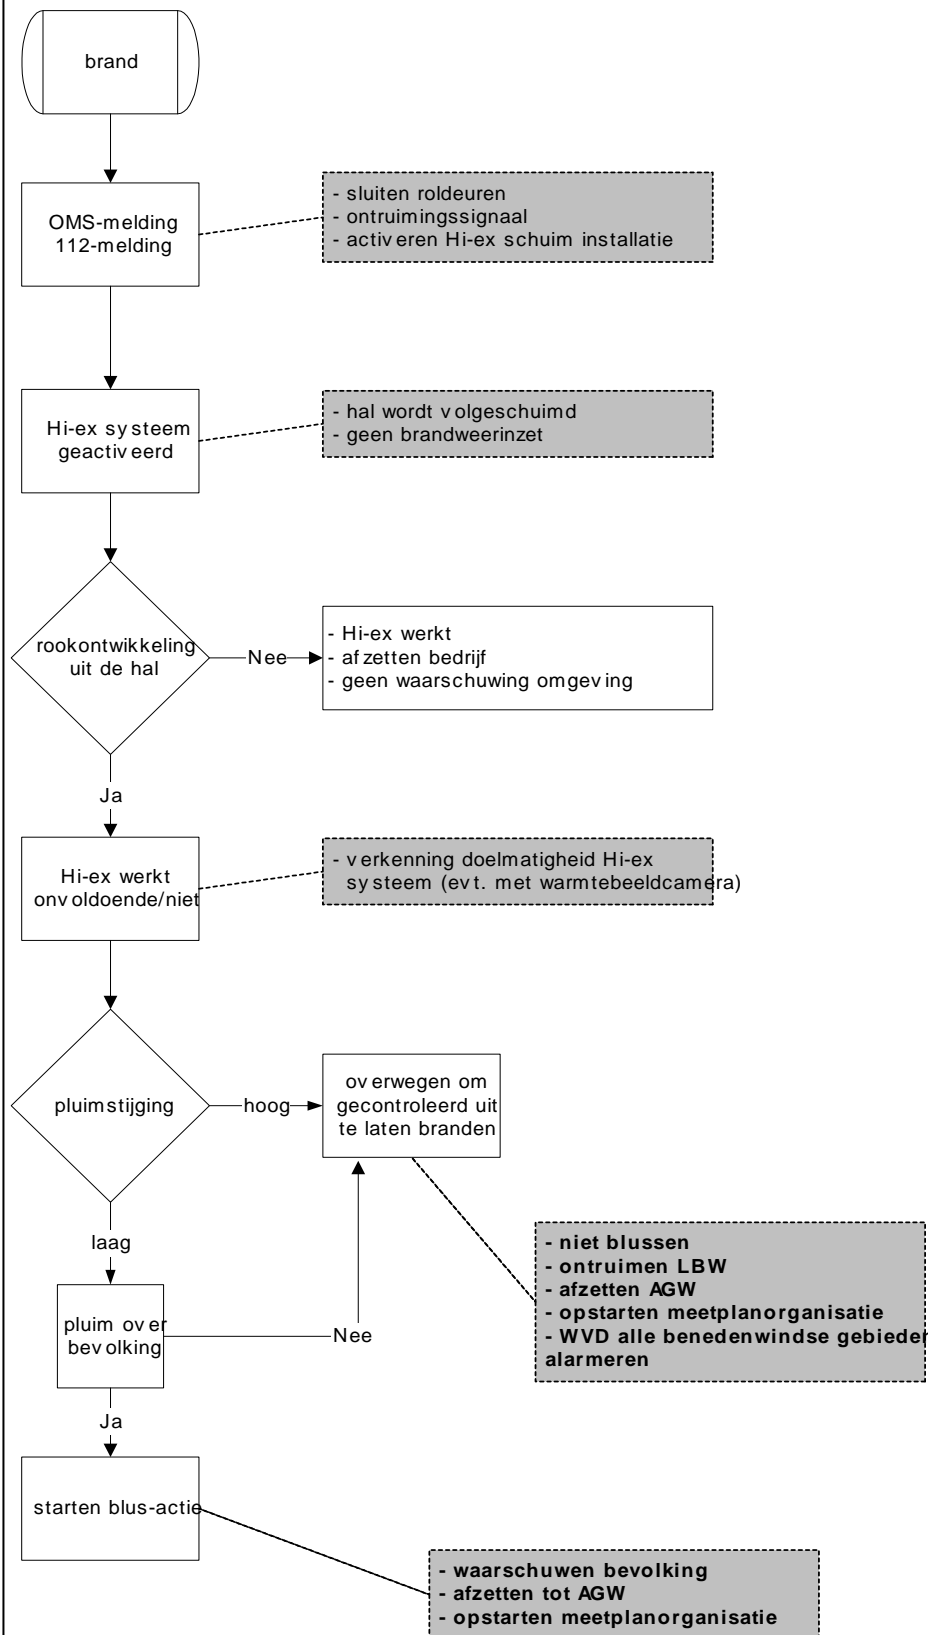 brand
OMS-melding
112-melding
- sluiten roldeuren
- ontruimingssignaal
- activeren Hi-ex schuim installatie
Hi-ex systeem
geactiveerd
- hal wordt volgeschuimd
- geen brandweerinzet
rookontwikkeling
uit de hal
Nee
- Hi-ex werkt
- afzetten bedrijf
- geen waarschuwing omgeving
Ja
Hi-ex werkt
onvoldoende/niet
- verkenning doelmatigheid Hi-ex
systeem (evt. met warmtebeeldcamera)
pluimstijging
hoog
overwegen om
gecontroleerd uit
te laten branden
laag
- niet blussen
- ontruimen LBW
- afzetten AGW
- opstarten meetplanorganisatie
- WVD alle benedenwindse gebieden
alarmeren
pluim over
bevolking
Nee
Ja
starten blus-actie
- waarschuwen bevolking
- afzetten tot AGW
- opstarten meetplanorganisatie